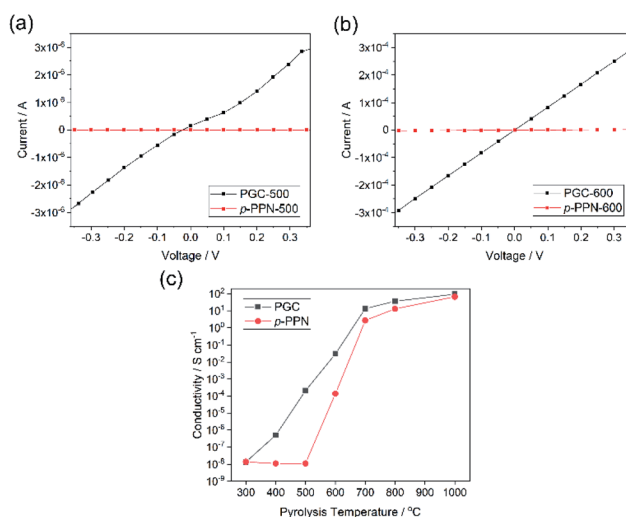 (a)
3x10⁻⁶
2x10⁻⁶
1x10⁻⁶
0
-1x10⁻⁶
-2x10⁻⁶
-3x10⁻⁶
Current / A
PGC-500
p-PPN-500
-0.3 -0.2 -0.1 0.0 0.1 0.2 0.3
Voltage / V
(b)
3x10⁻⁴
2x10⁻⁴
1x10⁻⁴
0
-1x10⁻⁴
-2x10⁻⁴
-3x10⁻⁴
Current / A
PGC-600
p-PPN-600
-0.3 -0.2 -0.1 0.0 0.1 0.2 0.3
Voltage / V
(c)
10²
10¹
10⁰
10⁻¹
10⁻²
10⁻³
10⁻⁴
10⁻⁵
10⁻⁶
10⁻⁷
10⁻⁸
10⁻⁹
Conductivity / S cm⁻¹
PGC
p-PPN
300 400 500 600 700 800 900 1000
Pyrolysis Temperature / °C